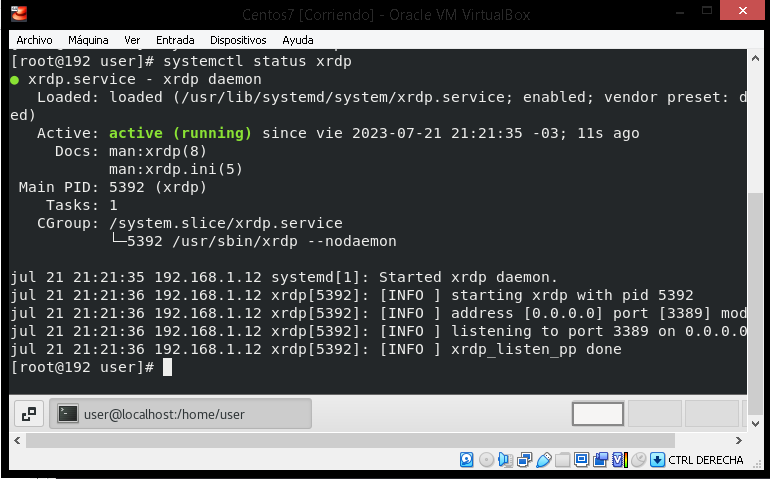 Centos7 [Corriendo] - Oracle VM VirtualBox
Archivo Máquina Ver Entrada Dispositivos Ayuda
[root@192 user]# systemctl status xrdp
● xrdp.service - xrdp daemon
Loaded: loaded (/usr/lib/systemd/system/xrdp.service; enabled; vendor preset: d
ed)
Active: active (running) since vie 2023-07-21 21:21:35 -03; 11s ago
Docs: man:xrdp(8)
man:xrdp.ini(5)
Main PID: 5392 (xrdp)
Tasks: 1
CGroup: /system.slice/xrdp.service
└─5392 /usr/sbin/xrdp --nodaemon
jul 21 21:21:35 192.168.1.12 systemd[1]: Started xrdp daemon.
jul 21 21:21:36 192.168.1.12 xrdp[5392]: [INFO ] starting xrdp with pid 5392
jul 21 21:21:36 192.168.1.12 xrdp[5392]: [INFO ] address [0.0.0.0] port [3389] mod
jul 21 21:21:36 192.168.1.12 xrdp[5392]: [INFO ] listening to port 3389 on 0.0.0.0
jul 21 21:21:36 192.168.1.12 xrdp[5392]: [INFO ] xrdp_listen_pp done
[root@192 user]#
user@localhost:/home/user
CTRL DERECHA